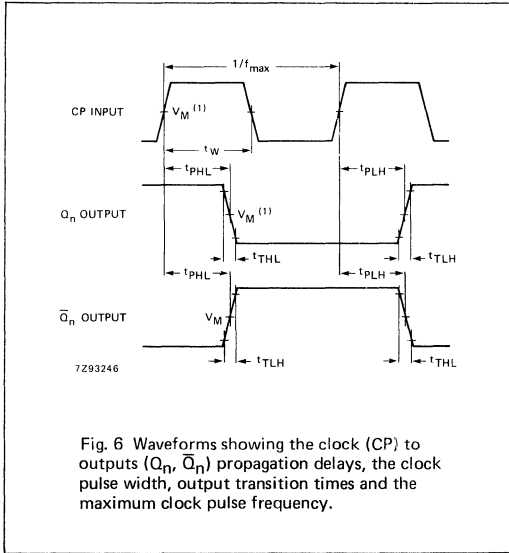 1/fmax
CP INPUT
VM (1)
tW
tPHL
tPLH
Qn OUTPUT
VM (1)
tTHL
tTLH
tPHL
tPLH
Q̅n OUTPUT
VM
tTLH
tTHL
7Z93246
Fig. 6 Waveforms showing the clock (CP) to
outputs (Qn, Q̅n) propagation delays, the clock
pulse width, output transition times and the
maximum clock pulse frequency.